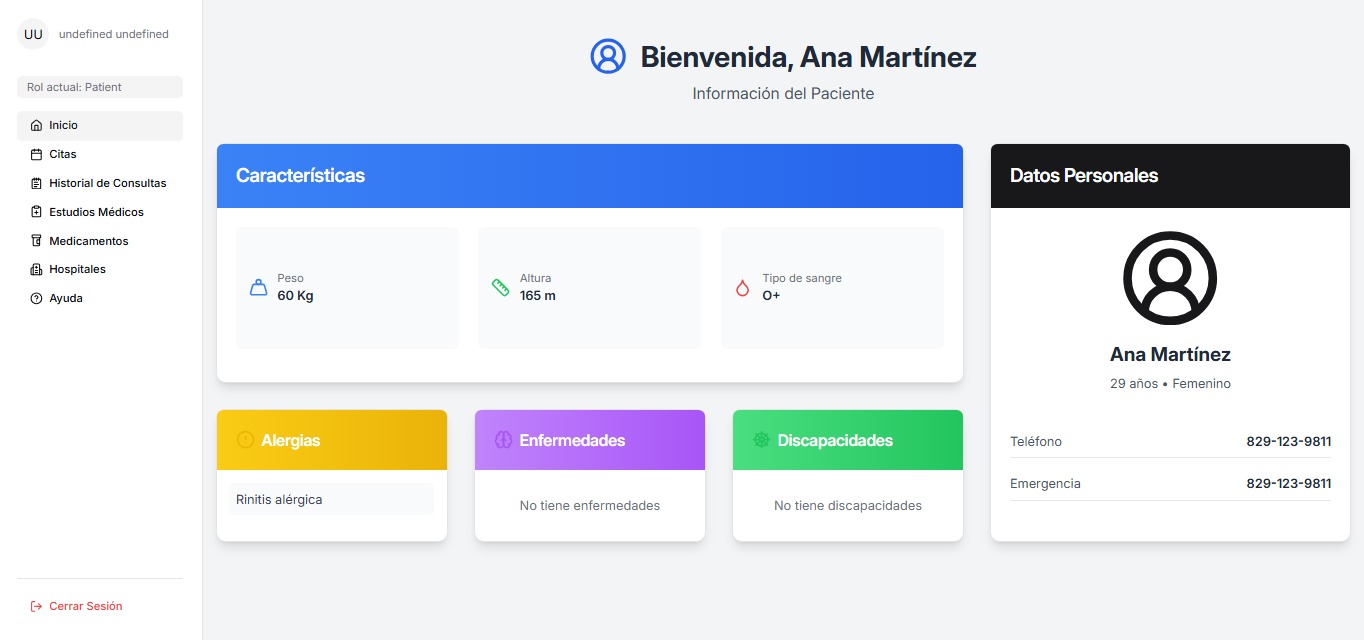 UU
undefined undefined
Rol actual: Patient
Inicio
Citas
Historial de Consultas
Estudios Médicos
Medicamentos
Hospitales
Ayuda
Cerrar Sesión
Bienvenida, Ana Martínez
Información del Paciente
Características
Peso
60 Kg
Altura
165 m
Tipo de sangre
O+
Alergias
Rinitis alérgica
Enfermedades
No tiene enfermedades
Discapacidades
No tiene discapacidades
Datos Personales
Ana Martínez
29 años • Femenino
Teléfono 829-123-9811
Emergencia 829-123-9811